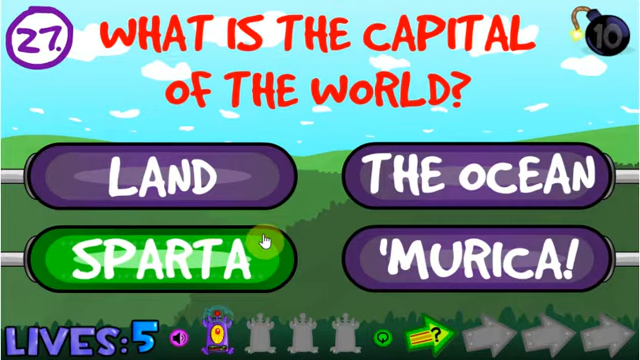 27.
WHAT IS THE CAPITAL
OF THE WORLD?
10
LAND
THE OCEAN
SPARTA
'MURICA!
LIVES: 5
?